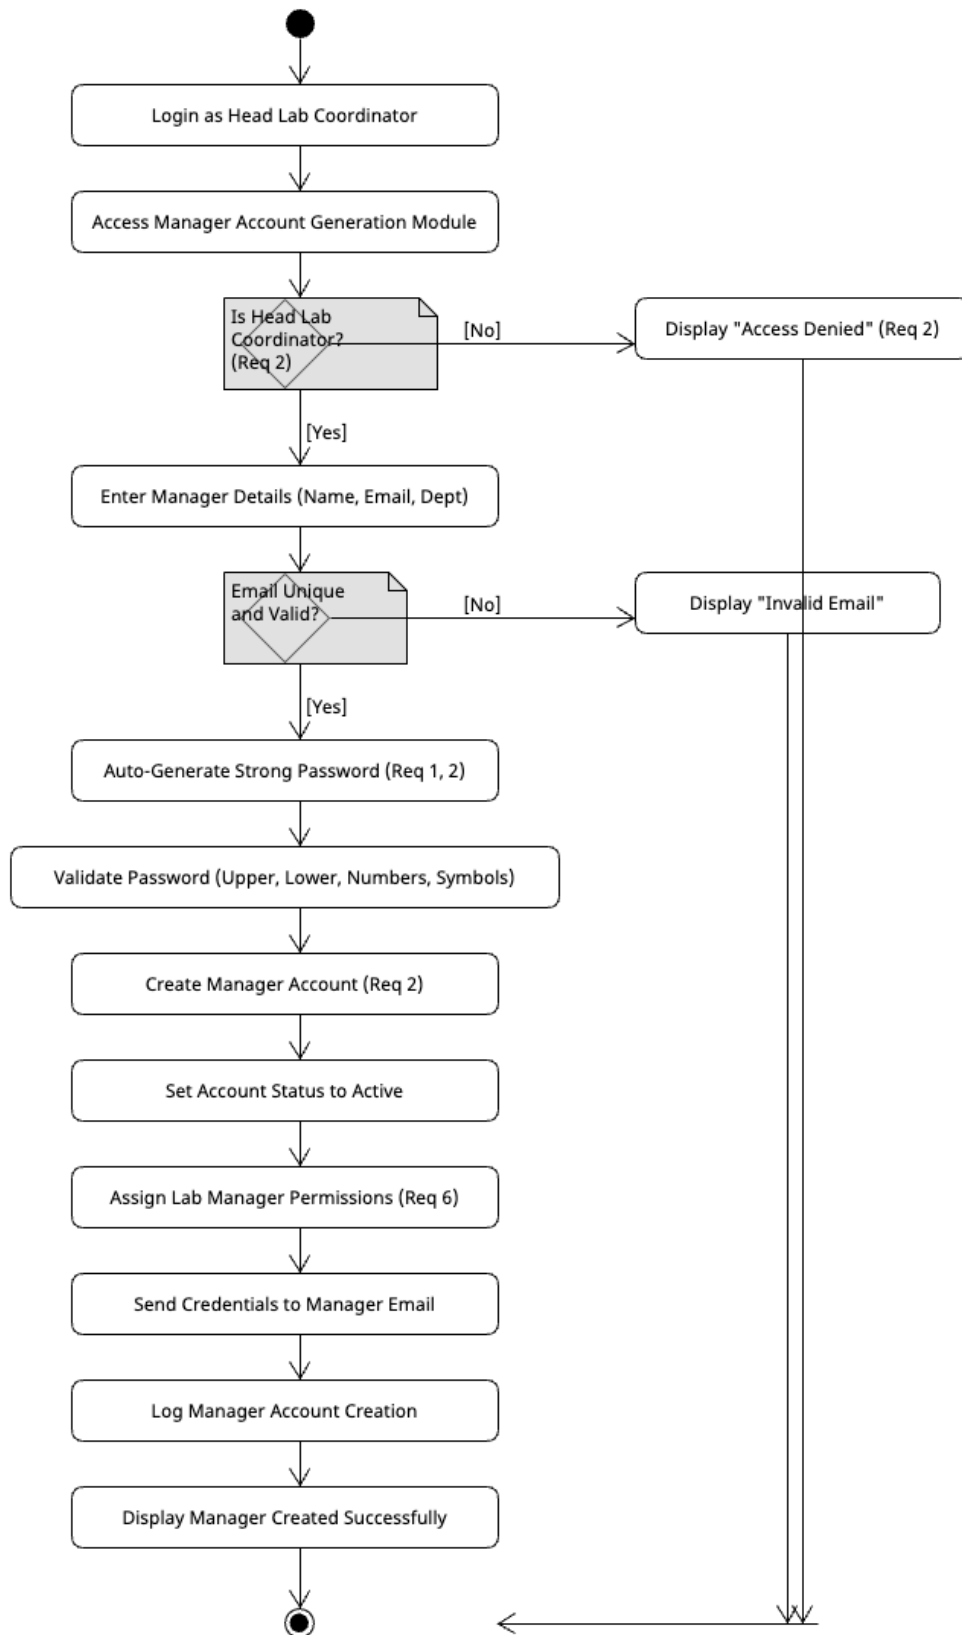 Login as Head Lab Coordinator
Access Manager Account Generation Module
Is Head Lab
Coordinator?
(Req 2)
[No]
Display "Access Denied" (Req 2)
[Yes]
Enter Manager Details (Name, Email, Dept)
Email Unique
and Valid?
[No]
Display "Invalid Email"
[Yes]
Auto-Generate Strong Password (Req 1, 2)
Validate Password (Upper, Lower, Numbers, Symbols)
Create Manager Account (Req 2)
Set Account Status to Active
Assign Lab Manager Permissions (Req 6)
Send Credentials to Manager Email
Log Manager Account Creation
Display Manager Created Successfully